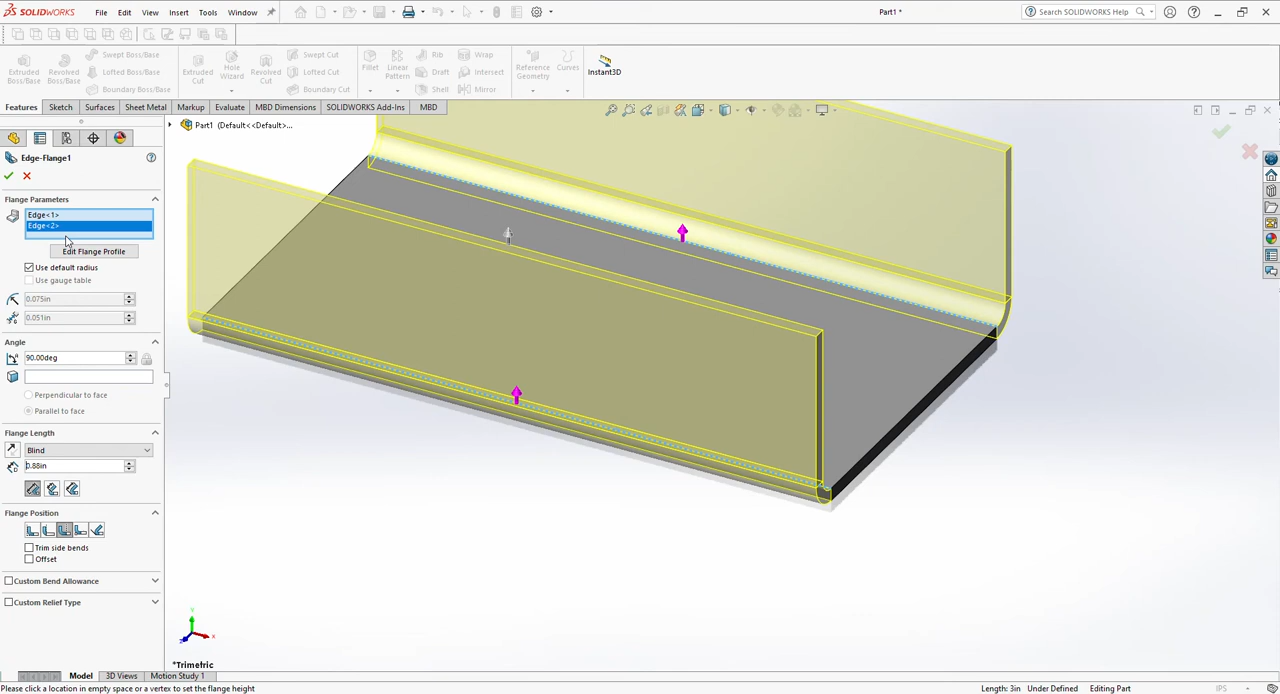 SOLIDWORKS File Edit View Insert Tools Window Part1 * Search SOLIDWORKS Help
Extruded Boss/Base
Revolved Boss/Base
Swept Boss/Base
Lofted Boss/Base
Boundary Boss/Base
Extruded Cut
Hole Wizard
Revolved Cut
Swept Cut
Lofted Cut
Boundary Cut
Fillet
Linear Pattern
Rib
Draft
Shell
Wrap
Intersect
Mirror
Reference Geometry
Curves
Instant3D
Features Sketch Surfaces Sheet Metal Markup Evaluate MBD Dimensions SOLIDWORKS Add-Ins MBD
Part1 (Default<<Default>...
Edge-Flange1
Flange Parameters
Edge<1>
Edge<2>
Edit Flange Profile
Use default radius
Use gauge table
0.075in
0.051in
Angle
90.00deg
Perpendicular to face
Parallel to face
Flange Length
Blind
0.88in
Flange Position
Trim side bends
Offset
Custom Bend Allowance
Custom Relief Type
Y
X
Z
*Trimetric
Model 3D Views Motion Study 1
Please click a location in empty space or a vertex to set the flange height Length: 3in Under Defined Editing Part IPS